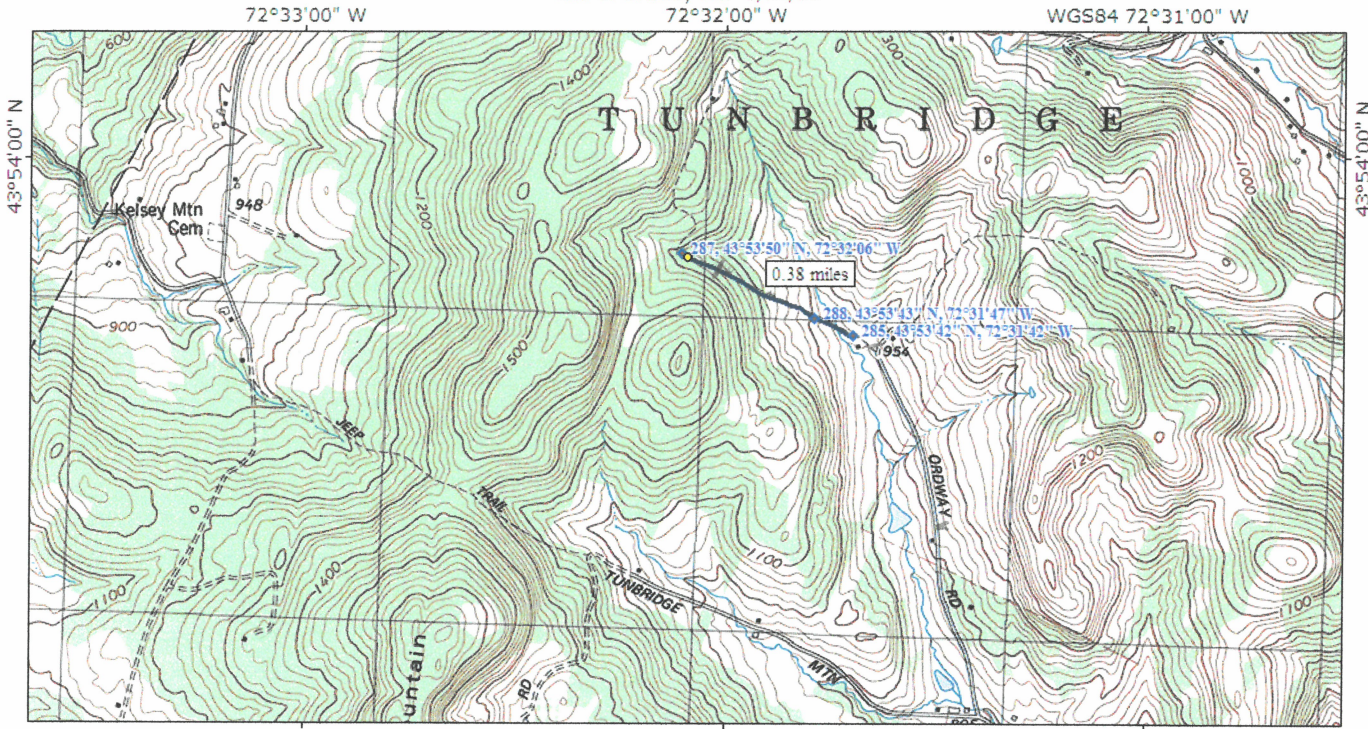 72°33'00" W
72°32'00" W
WGS84 72°31'00" W
43°54'00" N
43°54'00" N
600
1400
300
TUNBRIDGE
1000
Kelsey Mtn
Cem
948
1200
287, 43°53'50" N, 72°32'06" W
0.38 miles
288, 43°53'43" N, 72°31'47" W
285, 43°53'42" N, 72°31'42" W
954
900
1500
JEEP
TRAIL
ORDWAY
RD
1200
1100
1400
1100
TUNBRIDGE
MTN
RD
untain
1100